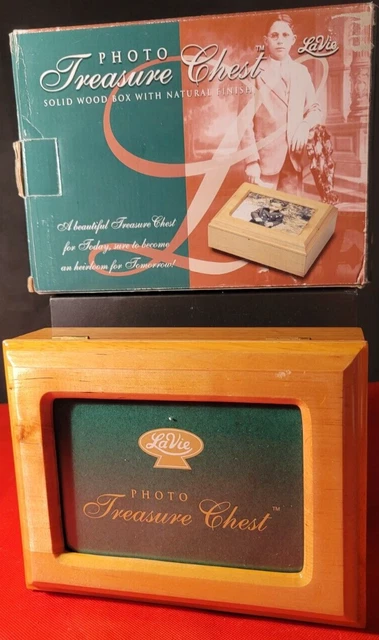 PHOTO
Treasure Chest™
LaVie
SOLID WOOD BOX WITH NATURAL FINISH
A beautiful Treasure Chest
for Today, sure to become
an heirloom for Tomorrow!
LaVie
PHOTO
Treasure Chest™